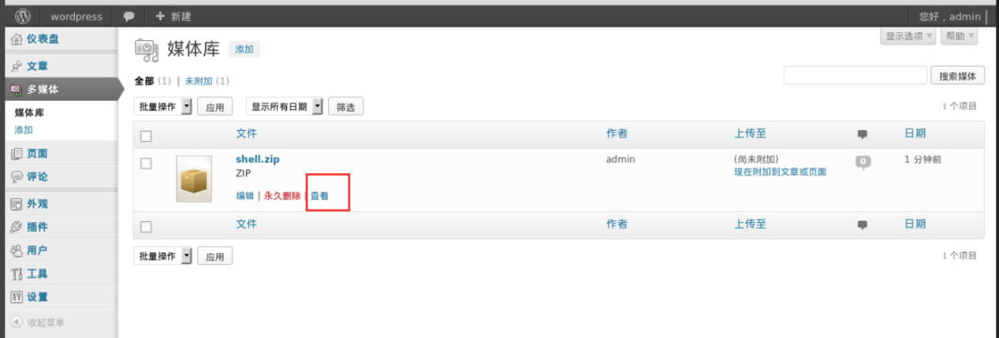 wordpress 新建 您好 , admin
仪表盘
文章
多媒体
媒体库
添加
页面
评论
外观
插件
用户
工具
设置
收起菜单
显示选项 帮助
媒体库 添加
全部 (1) | 未附加 (1)
搜索媒体
批量操作 应用 显示所有日期 筛选 1 个项目
文件 作者 上传至 日期
shell.zip admin (尚未附加) 0 1 分钟前
ZIP 现在附加到文章或页面
编辑 | 永久删除 | 查看
文件 作者 上传至 日期
批量操作 应用 1 个项目